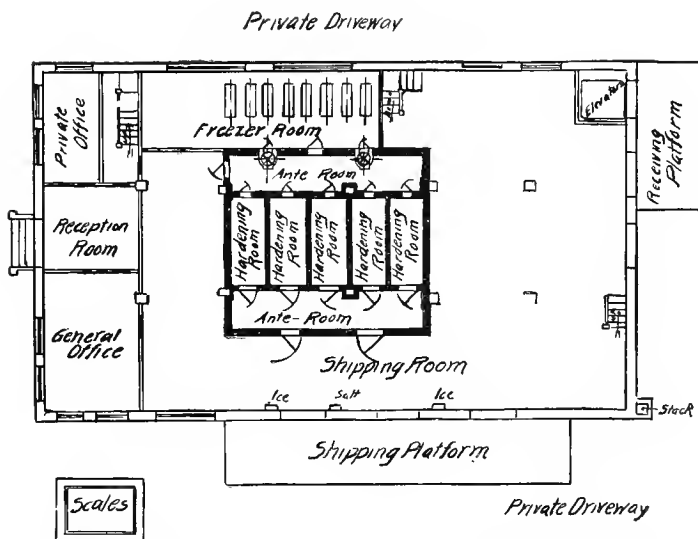 Private Driveway
Private
Office
Freezer Room
Elevators
Receiving
Platform
Ante Room
Reception
Room
Hardening
Room
Hardening
Room
Hardening
Room
Hardening
Room
Hardening
Room
Ante-Room
General
Office
Shipping Room
Ice
Salt
Ice
Stack
Shipping Platform
Scales
Private Driveway